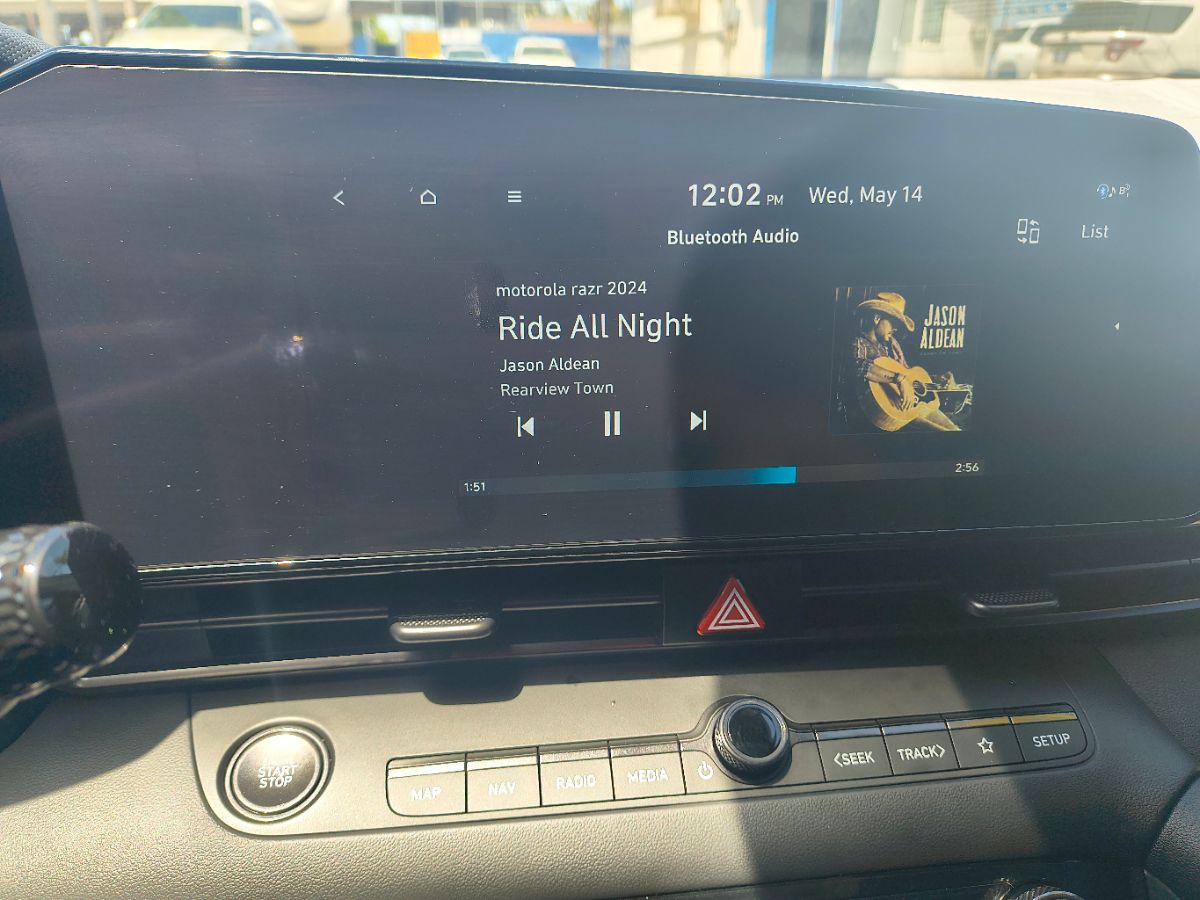 12:02 PM Wed, May 14
Bluetooth Audio
List
motorola razr 2024
Ride All Night
Jason Aldean
Rearview Town
JASON
ALDEAN
1:51
2:56
START
STOP
MAP
NAV
RADIO
MEDIA
<SEEK
TRACK>
SETUP